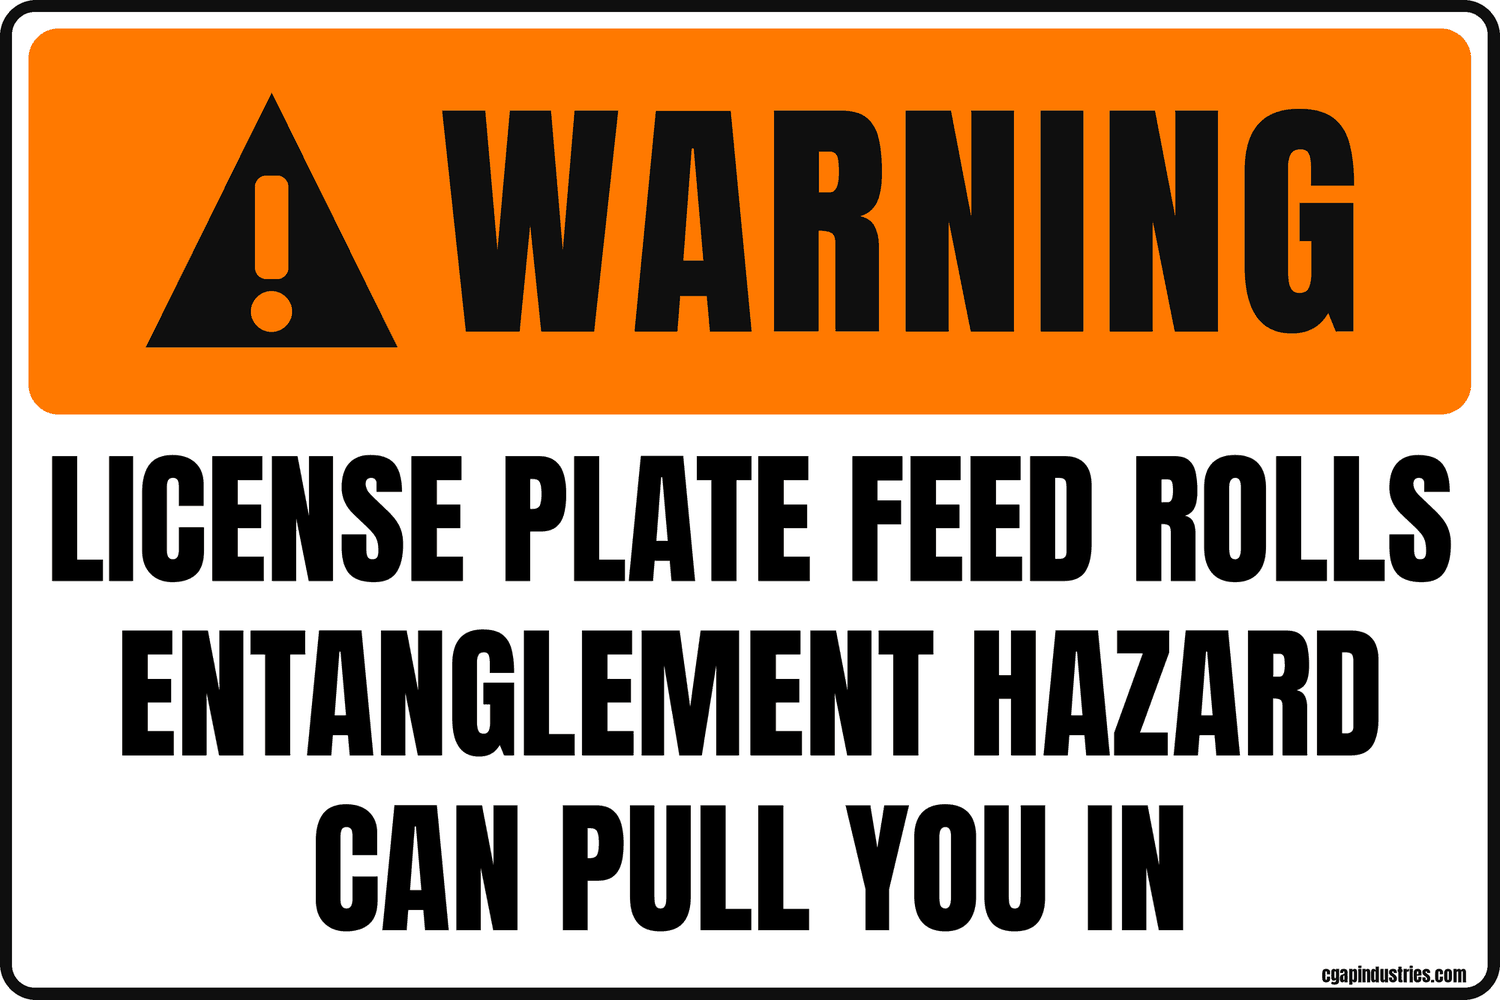 WARNING
LICENSE PLATE FEED ROLLS
ENTANGLEMENT HAZARD
CAN PULL YOU IN
cgapindustries.com